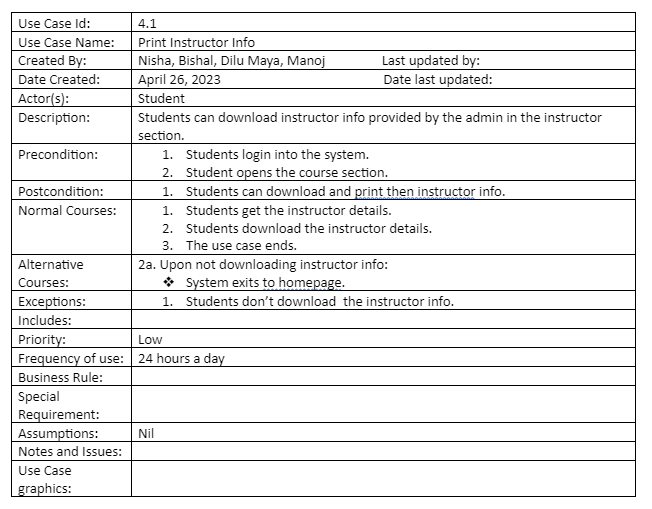 Use Case Id: 4.1
Use Case Name: Print Instructor Info
Created By: Nisha, Bishal, Dilu Maya, Manoj Last updated by:
Date Created: April 26, 2023 Date last updated:
Actor(s): Student
Description: Students can download instructor info provided by the admin in the instructor
section.
Precondition: 1. Students login into the system.
2. Student opens the course section.
Postcondition: 1. Students can download and print then instructor info.
Normal Courses: 1. Students get the instructor details.
2. Students download the instructor details.
3. The use case ends.
Alternative 2a. Upon not downloading instructor info:
Courses: ❖ System exits to homepage.
Exceptions: 1. Students don’t download the instructor info.
Includes:
Priority: Low
Frequency of use: 24 hours a day
Business Rule:
Special
Requirement:
Assumptions: Nil
Notes and Issues:
Use Case
graphics: